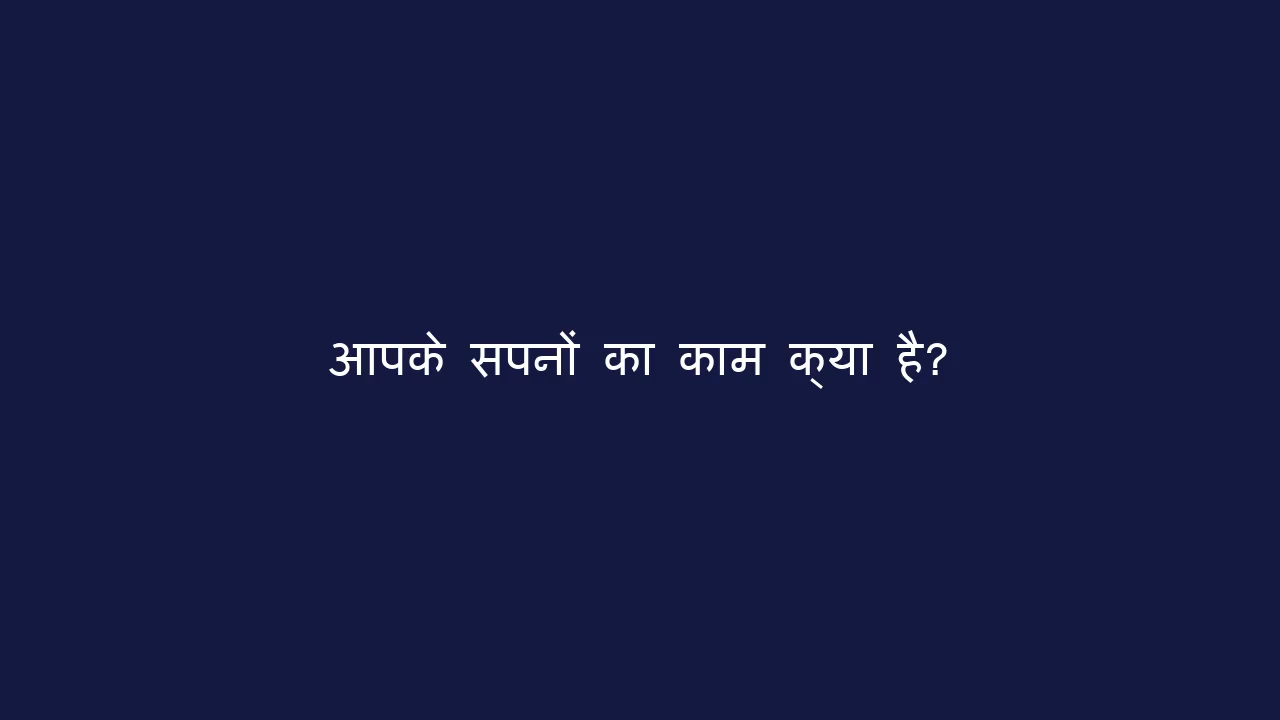 आपके सपनों का काम क्या है?